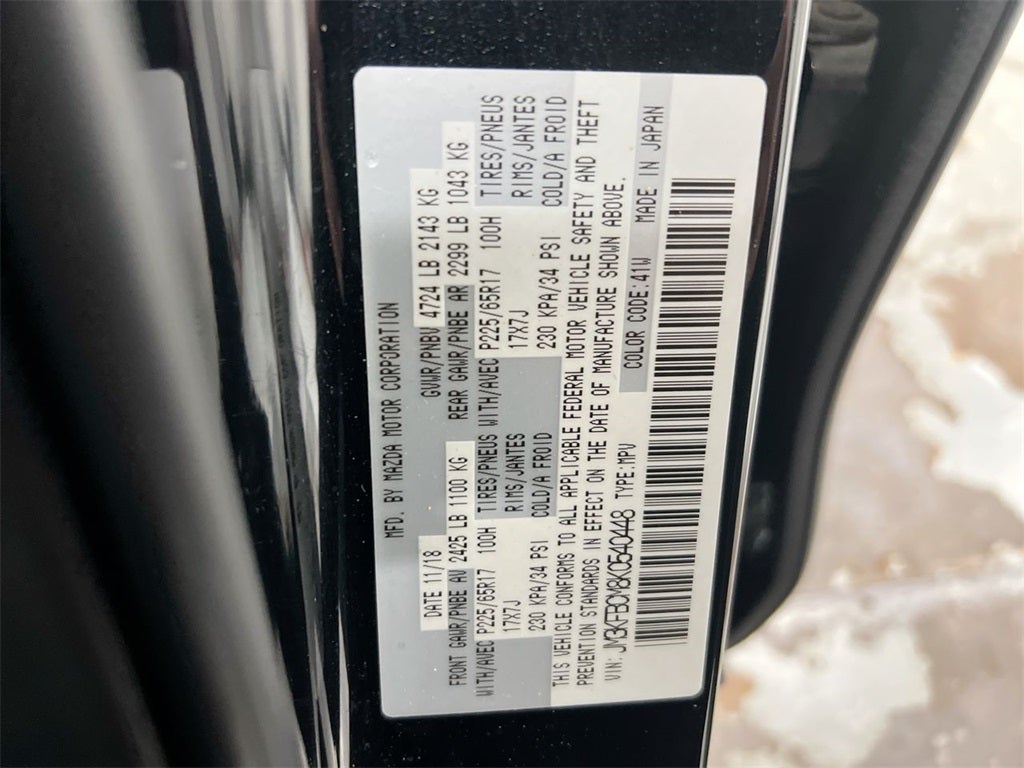 MFD. BY MAZDA MOTOR CORPORATION
DATE 11/18 GVWR/PNBV 4724 LB 2143 KG
FRONT GAWR/PNBE AV 2425 LB 1100 KG REAR GAWR/PNBE AR 2299 LB 1043 KG
WITH/AVEC P225/65R17 100H TIRES/PNEUS WITH/AVEC P225/65R17 100H TIRES/PNEUS
17X7J RIMS/JANTES 17X7J RIMS/JANTES
230 KPA/34 PSI COLD/A FROID 230 KPA/34 PSI COLD/A FROID
THIS VEHICLE CONFORMS TO ALL APPLICABLE FEDERAL MOTOR VEHICLE SAFETY AND THEFT
PREVENTION STANDARDS IN EFFECT ON THE DATE OF MANUFACTURE SHOWN ABOVE.
VIN: JM3KFBCM8K0540448 TYPE:MPV COLOR CODE:41W MADE IN JAPAN